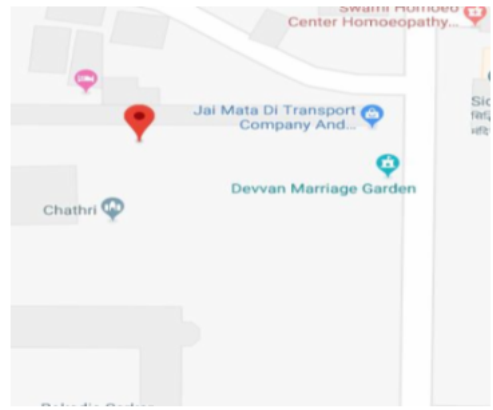 Swami Homoeo
Center Homoeopathy...
Jai Mata Di Transport
Company And...
Devvan Marriage Garden
Chathri